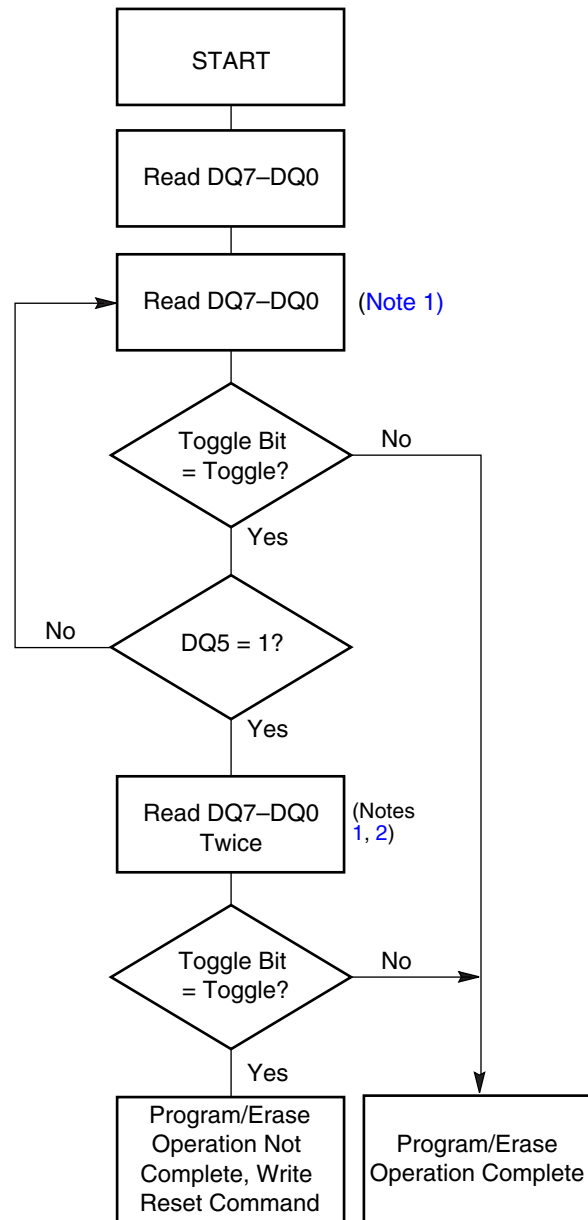 START
Read DQ7–DQ0
Read DQ7–DQ0
(Note 1)
Toggle Bit
= Toggle?
No
Yes
DQ5 = 1?
No
Yes
Read DQ7–DQ0
Twice
(Notes
1, 2)
Toggle Bit
= Toggle?
No
Yes
Program/Erase
Operation Not
Complete, Write
Reset Command
Program/Erase
Operation Complete